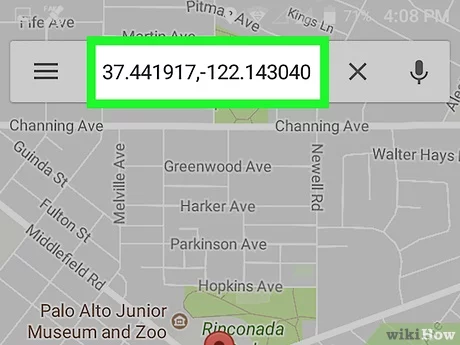 Pitman Ave
Kings Ln
Fife Ave
71% 4:08 PM
Martin Ave
37.441917,-122.143040
Channing Ave
Channing Ave
Guinda St
Melville Ave
Greenwood Ave
Newell Rd
Walter Hays
Harker Ave
Fulton St
Parkinson Ave
Middlefield Rd
Hopkins Ave
Palo Alto Junior
Museum and Zoo
Rinconada
wikiHow